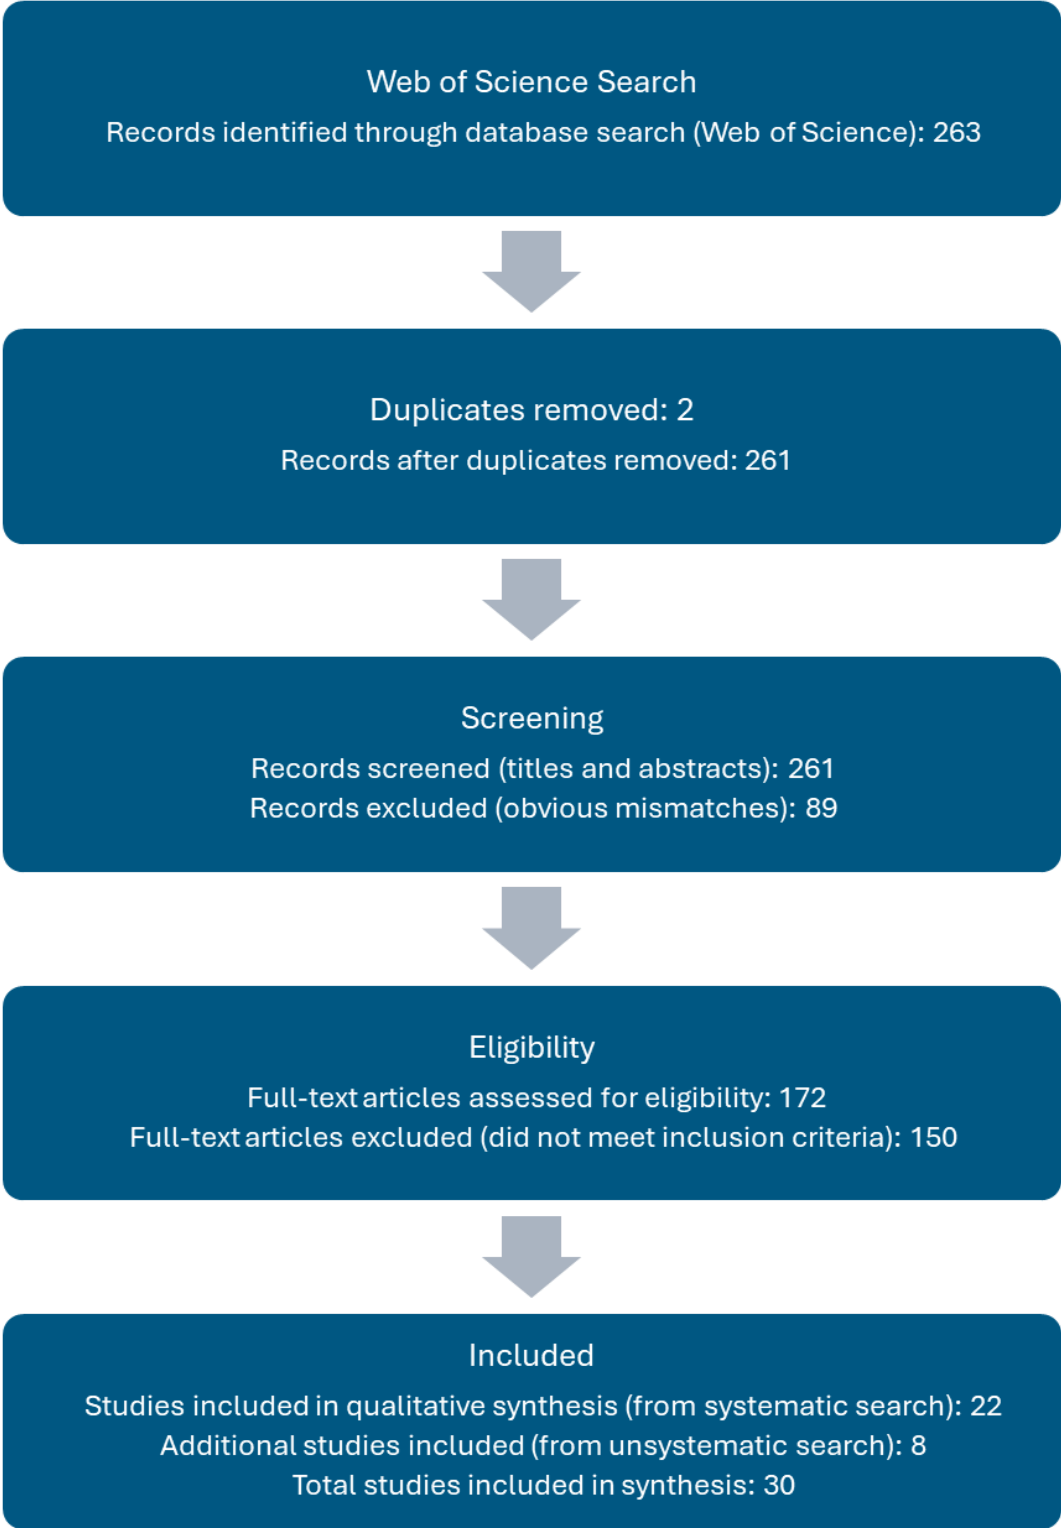 Web of Science Search
Records identified through database search (Web of Science): 263
Duplicates removed: 2
Records after duplicates removed: 261
Screening
Records screened (titles and abstracts): 261
Records excluded (obvious mismatches): 89
Eligibility
Full-text articles assessed for eligibility: 172
Full-text articles excluded (did not meet inclusion criteria): 150
Included
Studies included in qualitative synthesis (from systematic search): 22
Additional studies included (from unsystematic search): 8
Total studies included in synthesis: 30